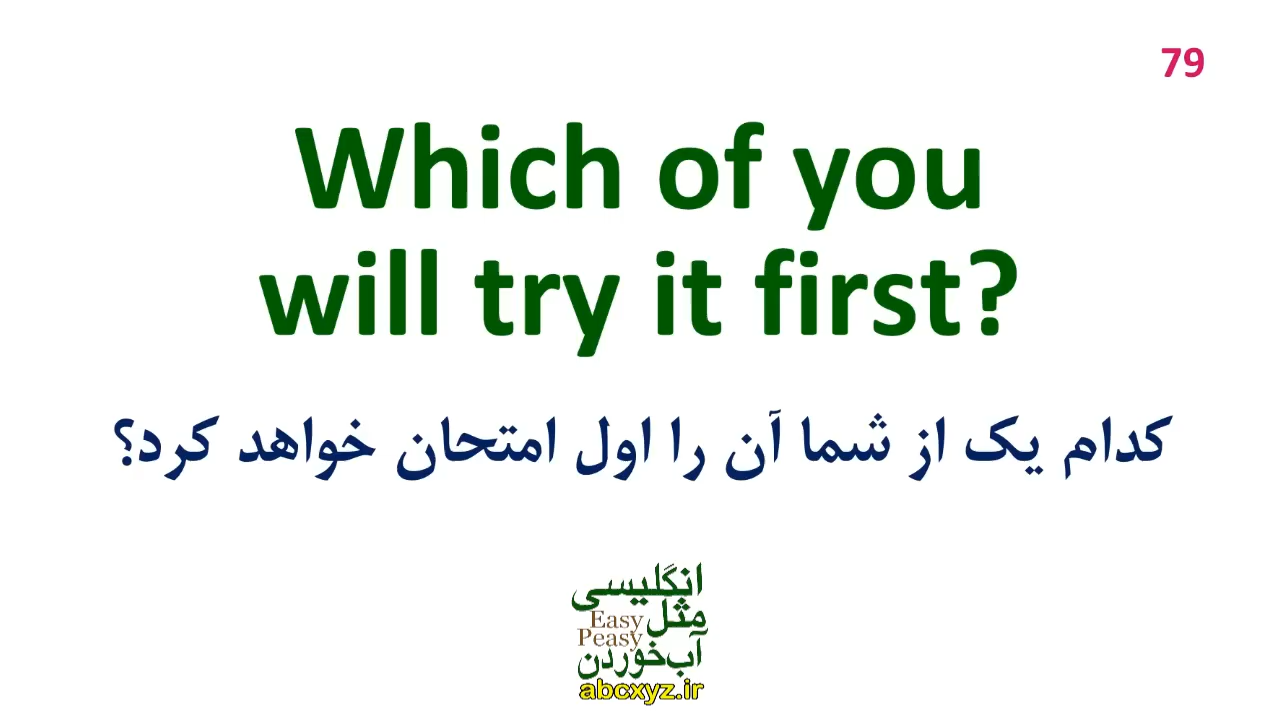 79
Which of you
will try it first?
کدام یک از شما آن را اول امتحان خواهد کرد؟
انگلیسی
مثل
Easy
Peasy
آب‌خوردن
abcxyz.ir